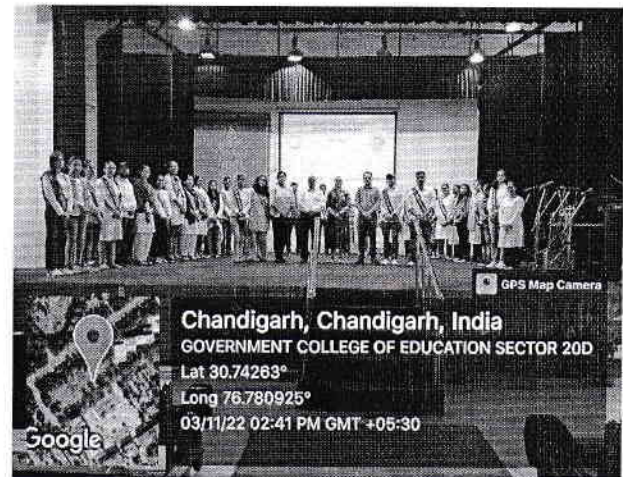 GPS Map Camera
Chandigarh, Chandigarh, India
GOVERNMENT COLLEGE OF EDUCATION SECTOR 20D
Lat 30.74263°
Long 76.780925°
03/11/22 02:41 PM GMT +05:30
Google